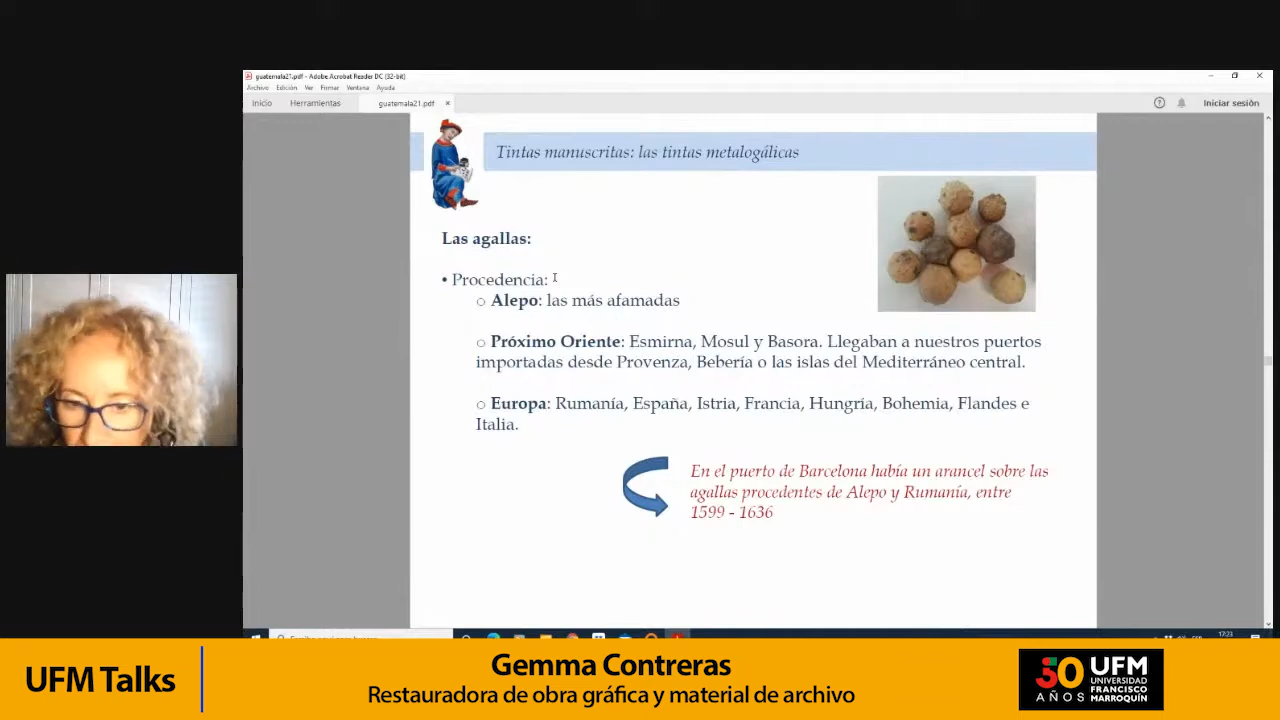 guatemala21.pdf - Adobe Acrobat Reader DC (32-bit)
Archivo Edición Ver Firmar Ventana Ayuda
Inicio Herramientas guatemala21.pdf × Iniciar sesión
Tintas manuscritas: las tintas metalogálicas
Las agallas:
• Procedencia:
o Alepo: las más afamadas
o Próximo Oriente: Esmirna, Mosul y Basora. Llegaban a nuestros puertos
importadas desde Provenza, Bebería o las islas del Mediterráneo central.
o Europa: Rumanía, España, Istria, Francia, Hungría, Bohemia, Flandes e
Italia.
En el puerto de Barcelona había un arancel sobre las
agallas procedentes de Alepo y Rumanía, entre
1599 - 1636
17:23
UFM Talks
Gemma Contreras
Restauradora de obra gráfica y material de archivo
50 AÑOS
UFM
UNIVERSIDAD
FRANCISCO
MARROQUÍN